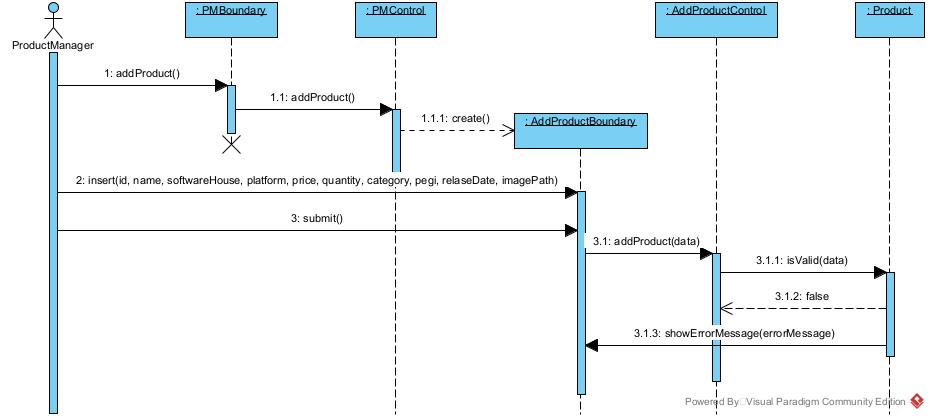 : PMBoundary
: PMControl
: AddProductControl
: Product
ProductManager
1: addProduct()
1.1: addProduct()
1.1.1: create()
: AddProductBoundary
2: insert(id, name, softwareHouse, platform, price, quantity, category, pegi, relaseDate, imagePath)
3: submit()
3.1: addProduct(data)
3.1.1: isValid(data)
3.1.2: false
3.1.3: showErrorMessage(errorMessage)
Powered By Visual Paradigm Community Edition